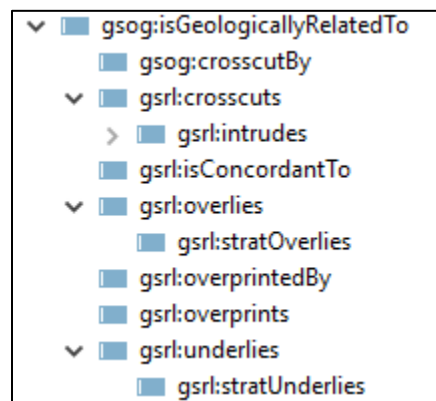 gsog:isGeologicallyRelatedTo
gsog:crosscutBy
gsrl:crosscuts
gsrl:intrudes
gsrl:isConcordantTo
gsrl:overlies
gsrl:stratOverlies
gsrl:overprintedBy
gsrl:overprints
gsrl:underlies
gsrl:stratUnderlies